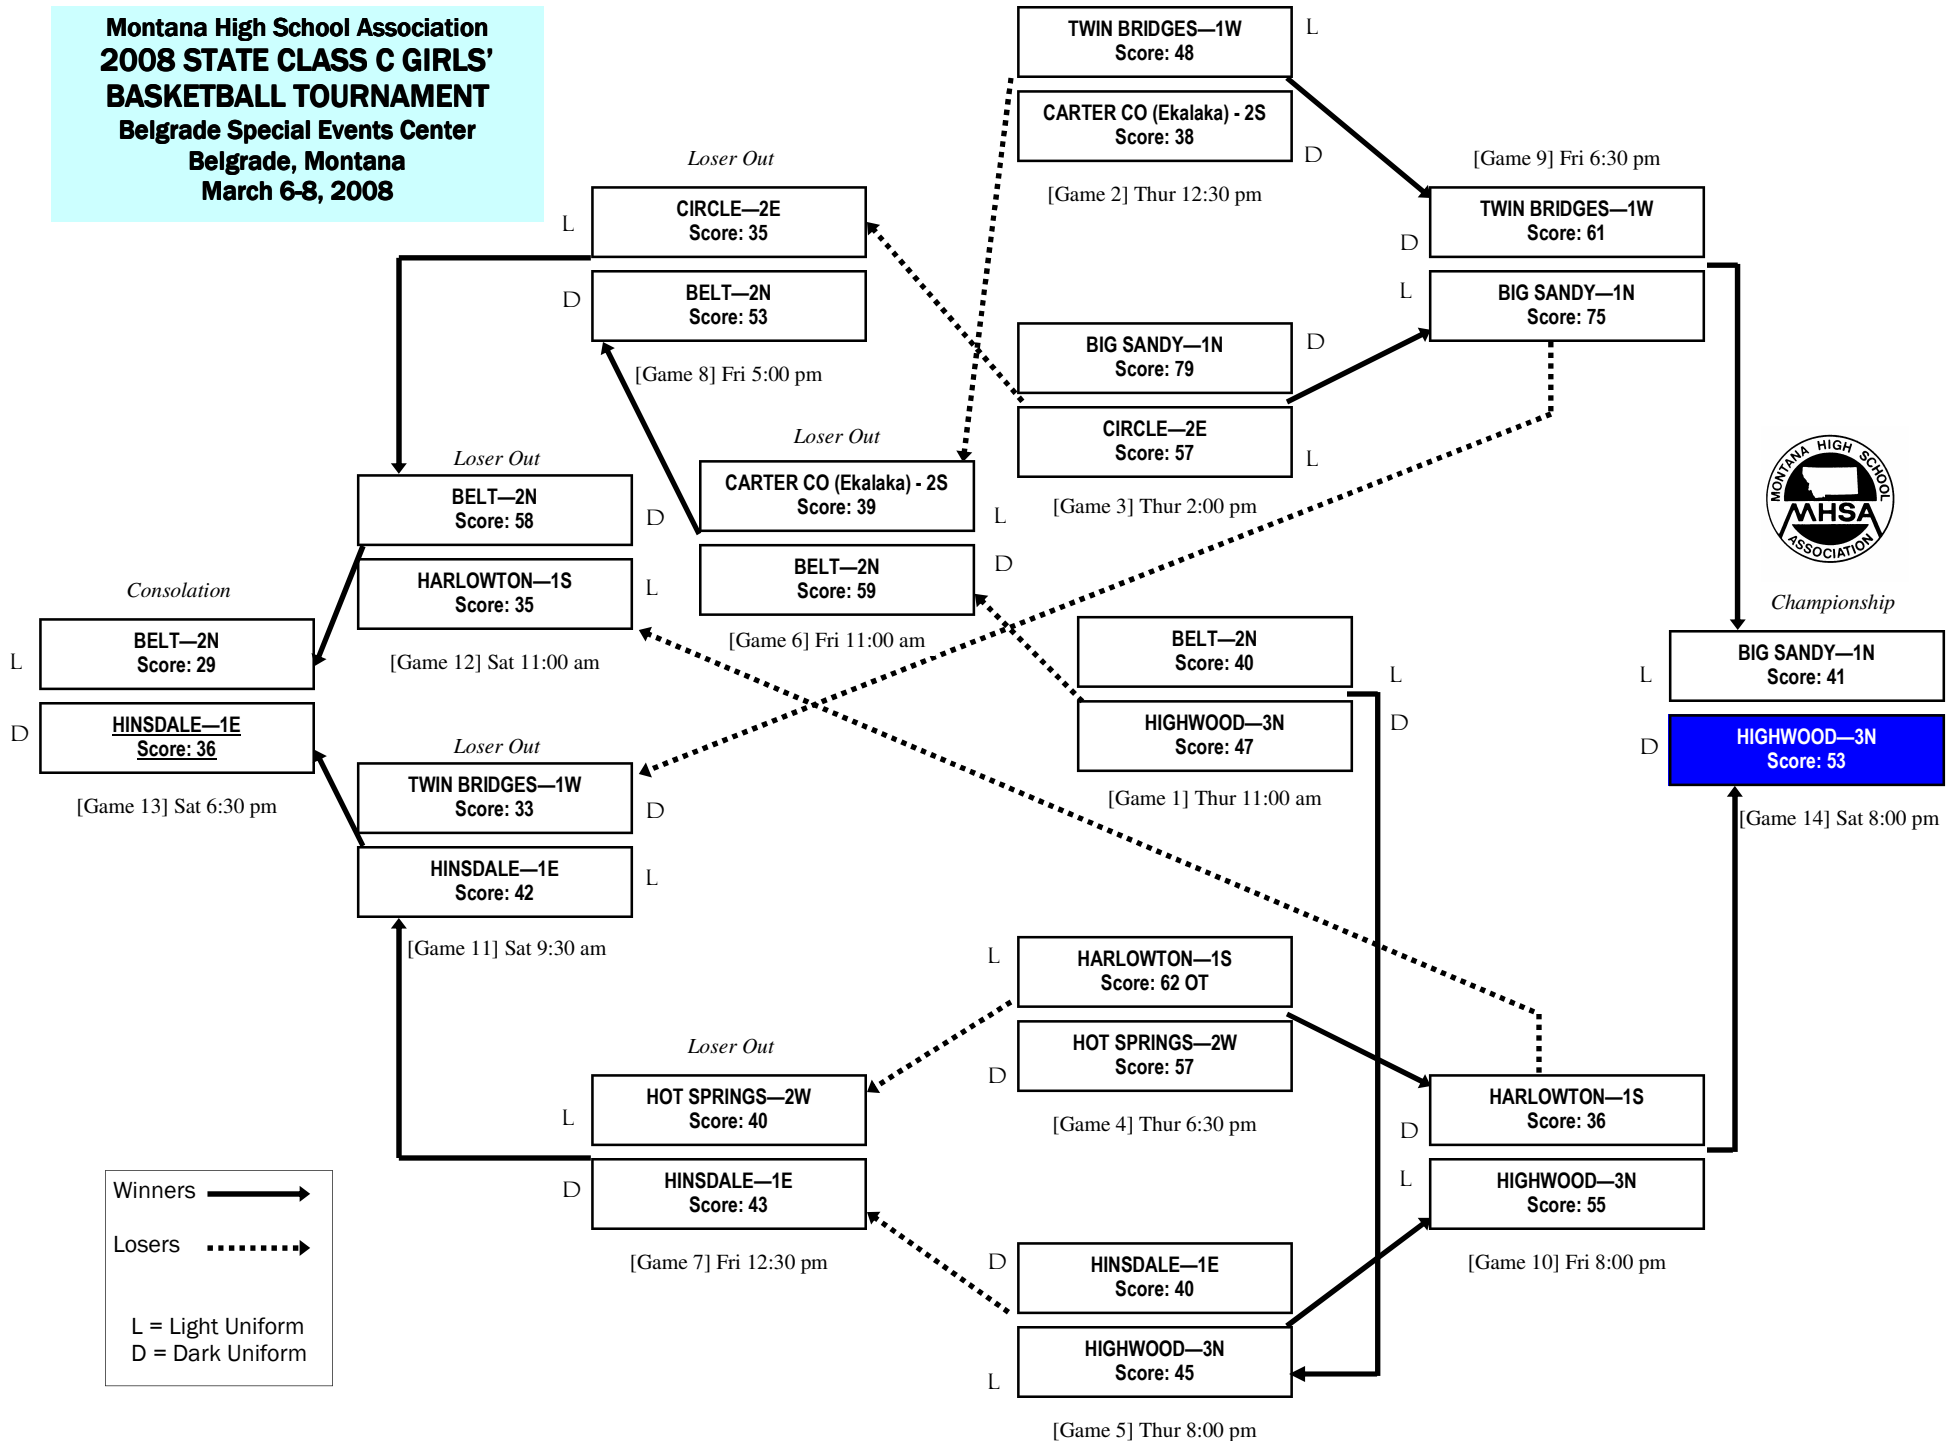 Montana High School Association
2008 STATE CLASS C GIRLS'
BASKETBALL TOURNAMENT
Belgrade Special Events Center
Belgrade, Montana
March 6-8, 2008
TWIN BRIDGES—1W
Score: 48
L
CARTER CO (Ekalaka) - 2S
Score: 38
D
[Game 2] Thur 12:30 pm
Loser Out
L
CIRCLE—2E
Score: 35
D
BELT—2N
Score: 53
[Game 8] Fri 5:00 pm
[Game 9] Fri 6:30 pm
TWIN BRIDGES—1W
Score: 61
D
L
BIG SANDY—1N
Score: 75
BIG SANDY—1N
Score: 79
D
CIRCLE—2E
Score: 57
L
[Game 3] Thur 2:00 pm
Loser Out
CARTER CO (Ekalaka) - 2S
Score: 39
L
BELT—2N
Score: 59
D
[Game 6] Fri 11:00 am
Loser Out
BELT—2N
Score: 58
D
HARLOWTON—1S
Score: 35
L
[Game 12] Sat 11:00 am
Consolation
L
BELT—2N
Score: 29
D
HINSDALE—1E
Score: 36
[Game 13] Sat 6:30 pm
BELT—2N
Score: 40
L
HIGHWOOD—3N
Score: 47
D
[Game 1] Thur 11:00 am
MONTANA HIGH SCHOOL
MHSA
ASSOCIATION
Championship
L
BIG SANDY—1N
Score: 41
D
HIGHWOOD—3N
Score: 53
[Game 14] Sat 8:00 pm
Loser Out
TWIN BRIDGES—1W
Score: 33
D
HINSDALE—1E
Score: 42
L
[Game 11] Sat 9:30 am
L
HARLOWTON—1S
Score: 62 OT
D
HOT SPRINGS—2W
Score: 57
[Game 4] Thur 6:30 pm
Loser Out
L
HOT SPRINGS—2W
Score: 40
D
HINSDALE—1E
Score: 43
[Game 7] Fri 12:30 pm
HARLOWTON—1S
Score: 36
D
L
HIGHWOOD—3N
Score: 55
[Game 10] Fri 8:00 pm
D
HINSDALE—1E
Score: 40
L
HIGHWOOD—3N
Score: 45
[Game 5] Thur 8:00 pm
Winners
Losers
L = Light Uniform
D = Dark Uniform